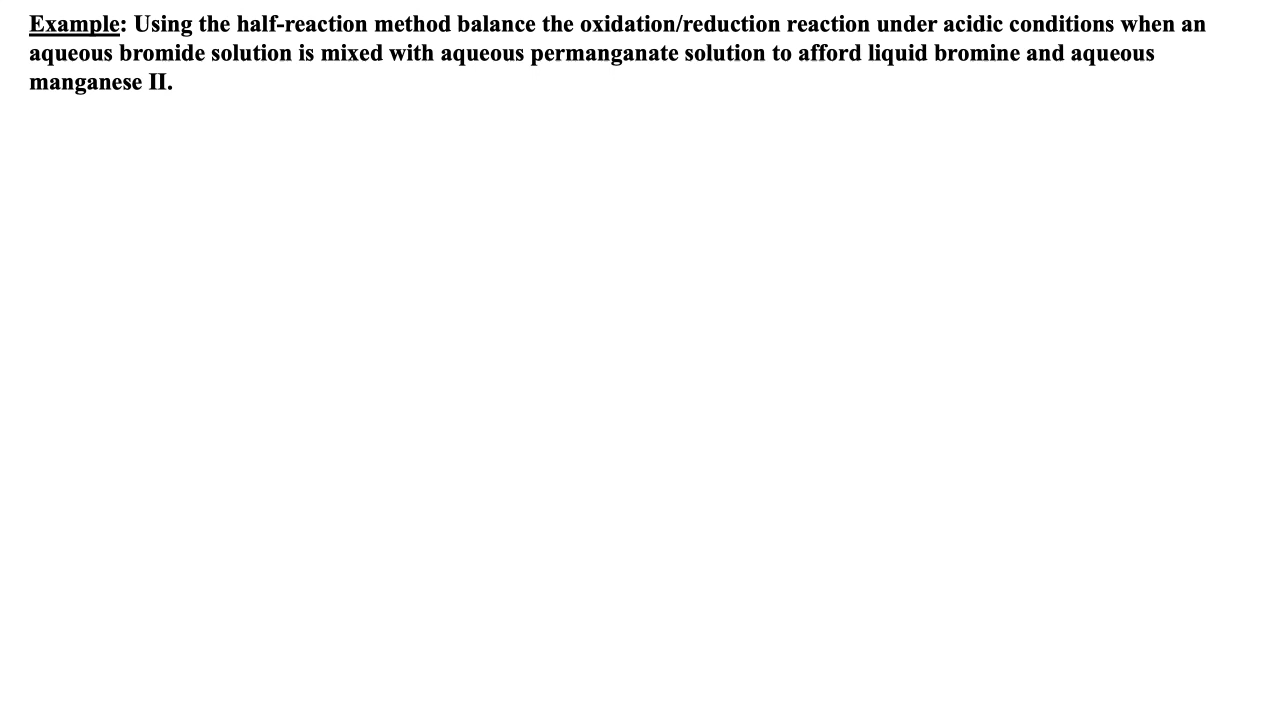 Example: Using the half-reaction method balance the oxidation/reduction reaction under acidic conditions when an
aqueous bromide solution is mixed with aqueous permanganate solution to afford liquid bromine and aqueous
manganese II.